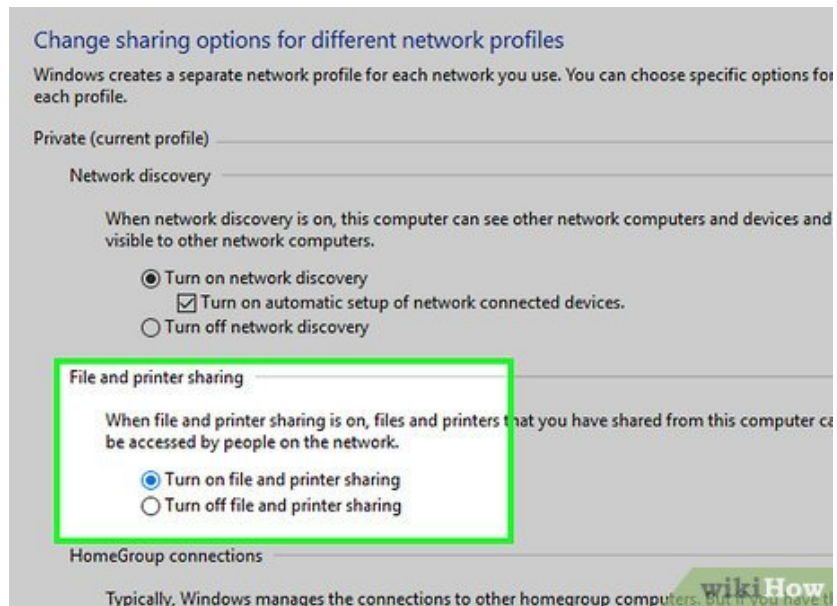 Change sharing options for different network profiles
Windows creates a separate network profile for each network you use. You can choose specific options for
each profile.
Private (current profile)
Network discovery
When network discovery is on, this computer can see other network computers and devices and
visible to other network computers.
Turn on network discovery
Turn on automatic setup of network connected devices.
Turn off network discovery
File and printer sharing
When file and printer sharing is on, files and printers that you have shared from this computer ca
be accessed by people on the network.
Turn on file and printer sharing
Turn off file and printer sharing
HomeGroup connections
Typically, Windows manages the connections to other homegroup computers. But if you have
wikiHow